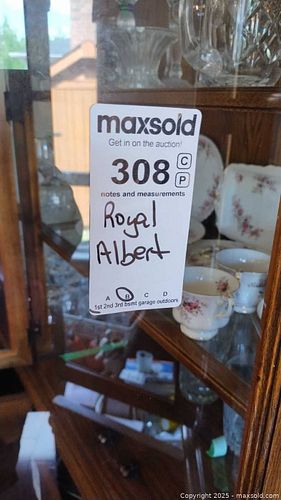 maxsold
Get in on the auction!
308 C
P
notes and measurements
Royal
Albert
A B C D
1st 2nd 3rd bsmt garage outdoors
Copyright 2025 - maxsold.com